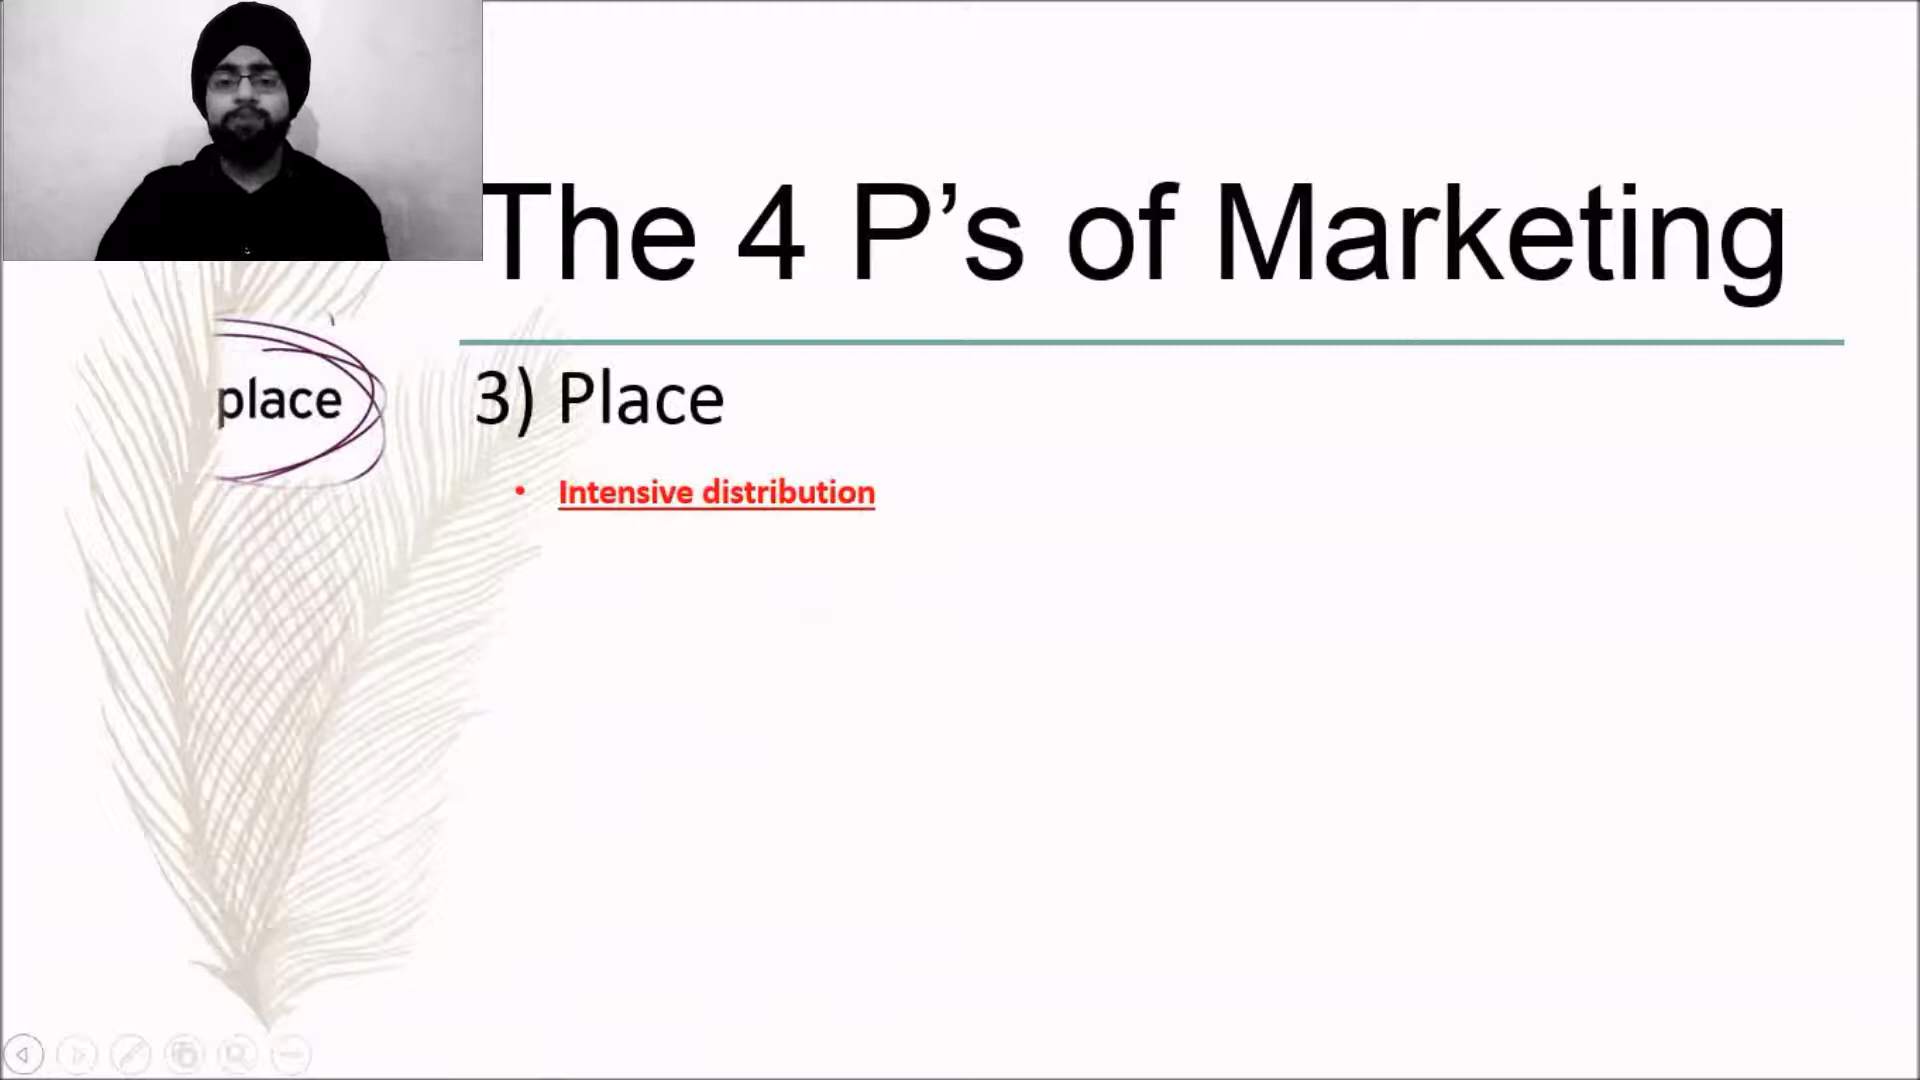 The 4 P’s of Marketing
place
3) Place
• Intensive distribution